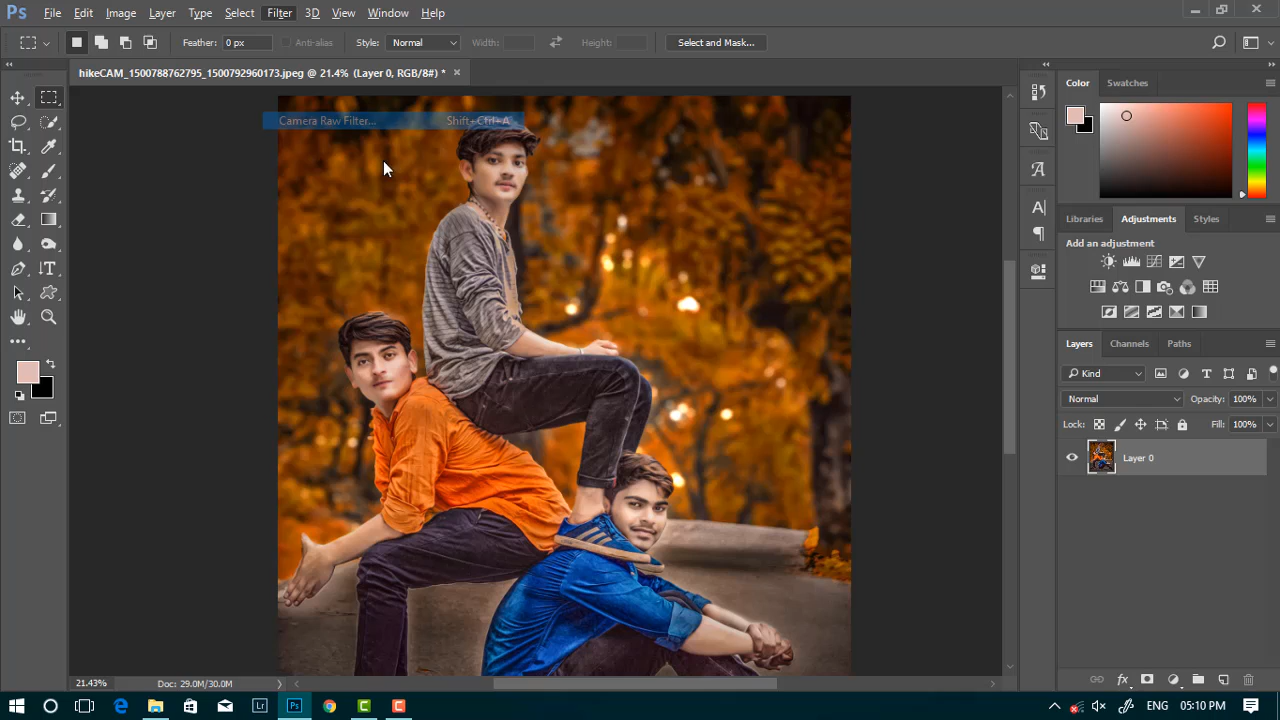 Ps File Edit Image Layer Type Select Filter 3D View Window Help
Feather: 0 px Anti-alias Style: Normal Width: Height: Select and Mask...
hikeCAM_1500788762795_1500792960173.jpeg @ 21.4% (Layer 0, RGB/8#) *
Camera Raw Filter... Shift+Ctrl+A
Color Swatches
Libraries Adjustments Styles
Add an adjustment
Layers Channels Paths
Kind
Normal Opacity: 100%
Lock: Fill: 100%
Layer 0
21.43% Doc: 29.0M/30.0M
Lr Ps ENG 05:10 PM